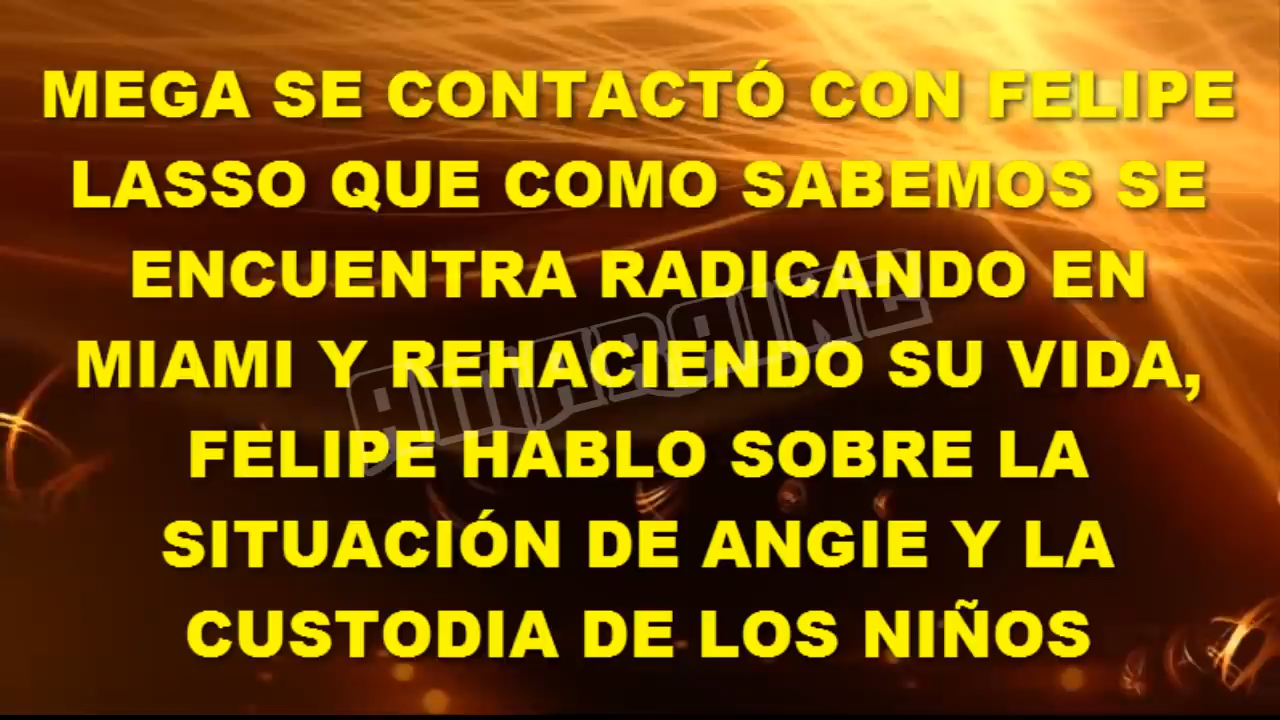 MEGA SE CONTACTÓ CON FELIPE
LASSO QUE COMO SABEMOS SE
ENCUENTRA RADICANDO EN
MIAMI Y REHACIENDO SU VIDA,
FELIPE HABLO SOBRE LA
SITUACIÓN DE ANGIE Y LA
CUSTODIA DE LOS NIÑOS